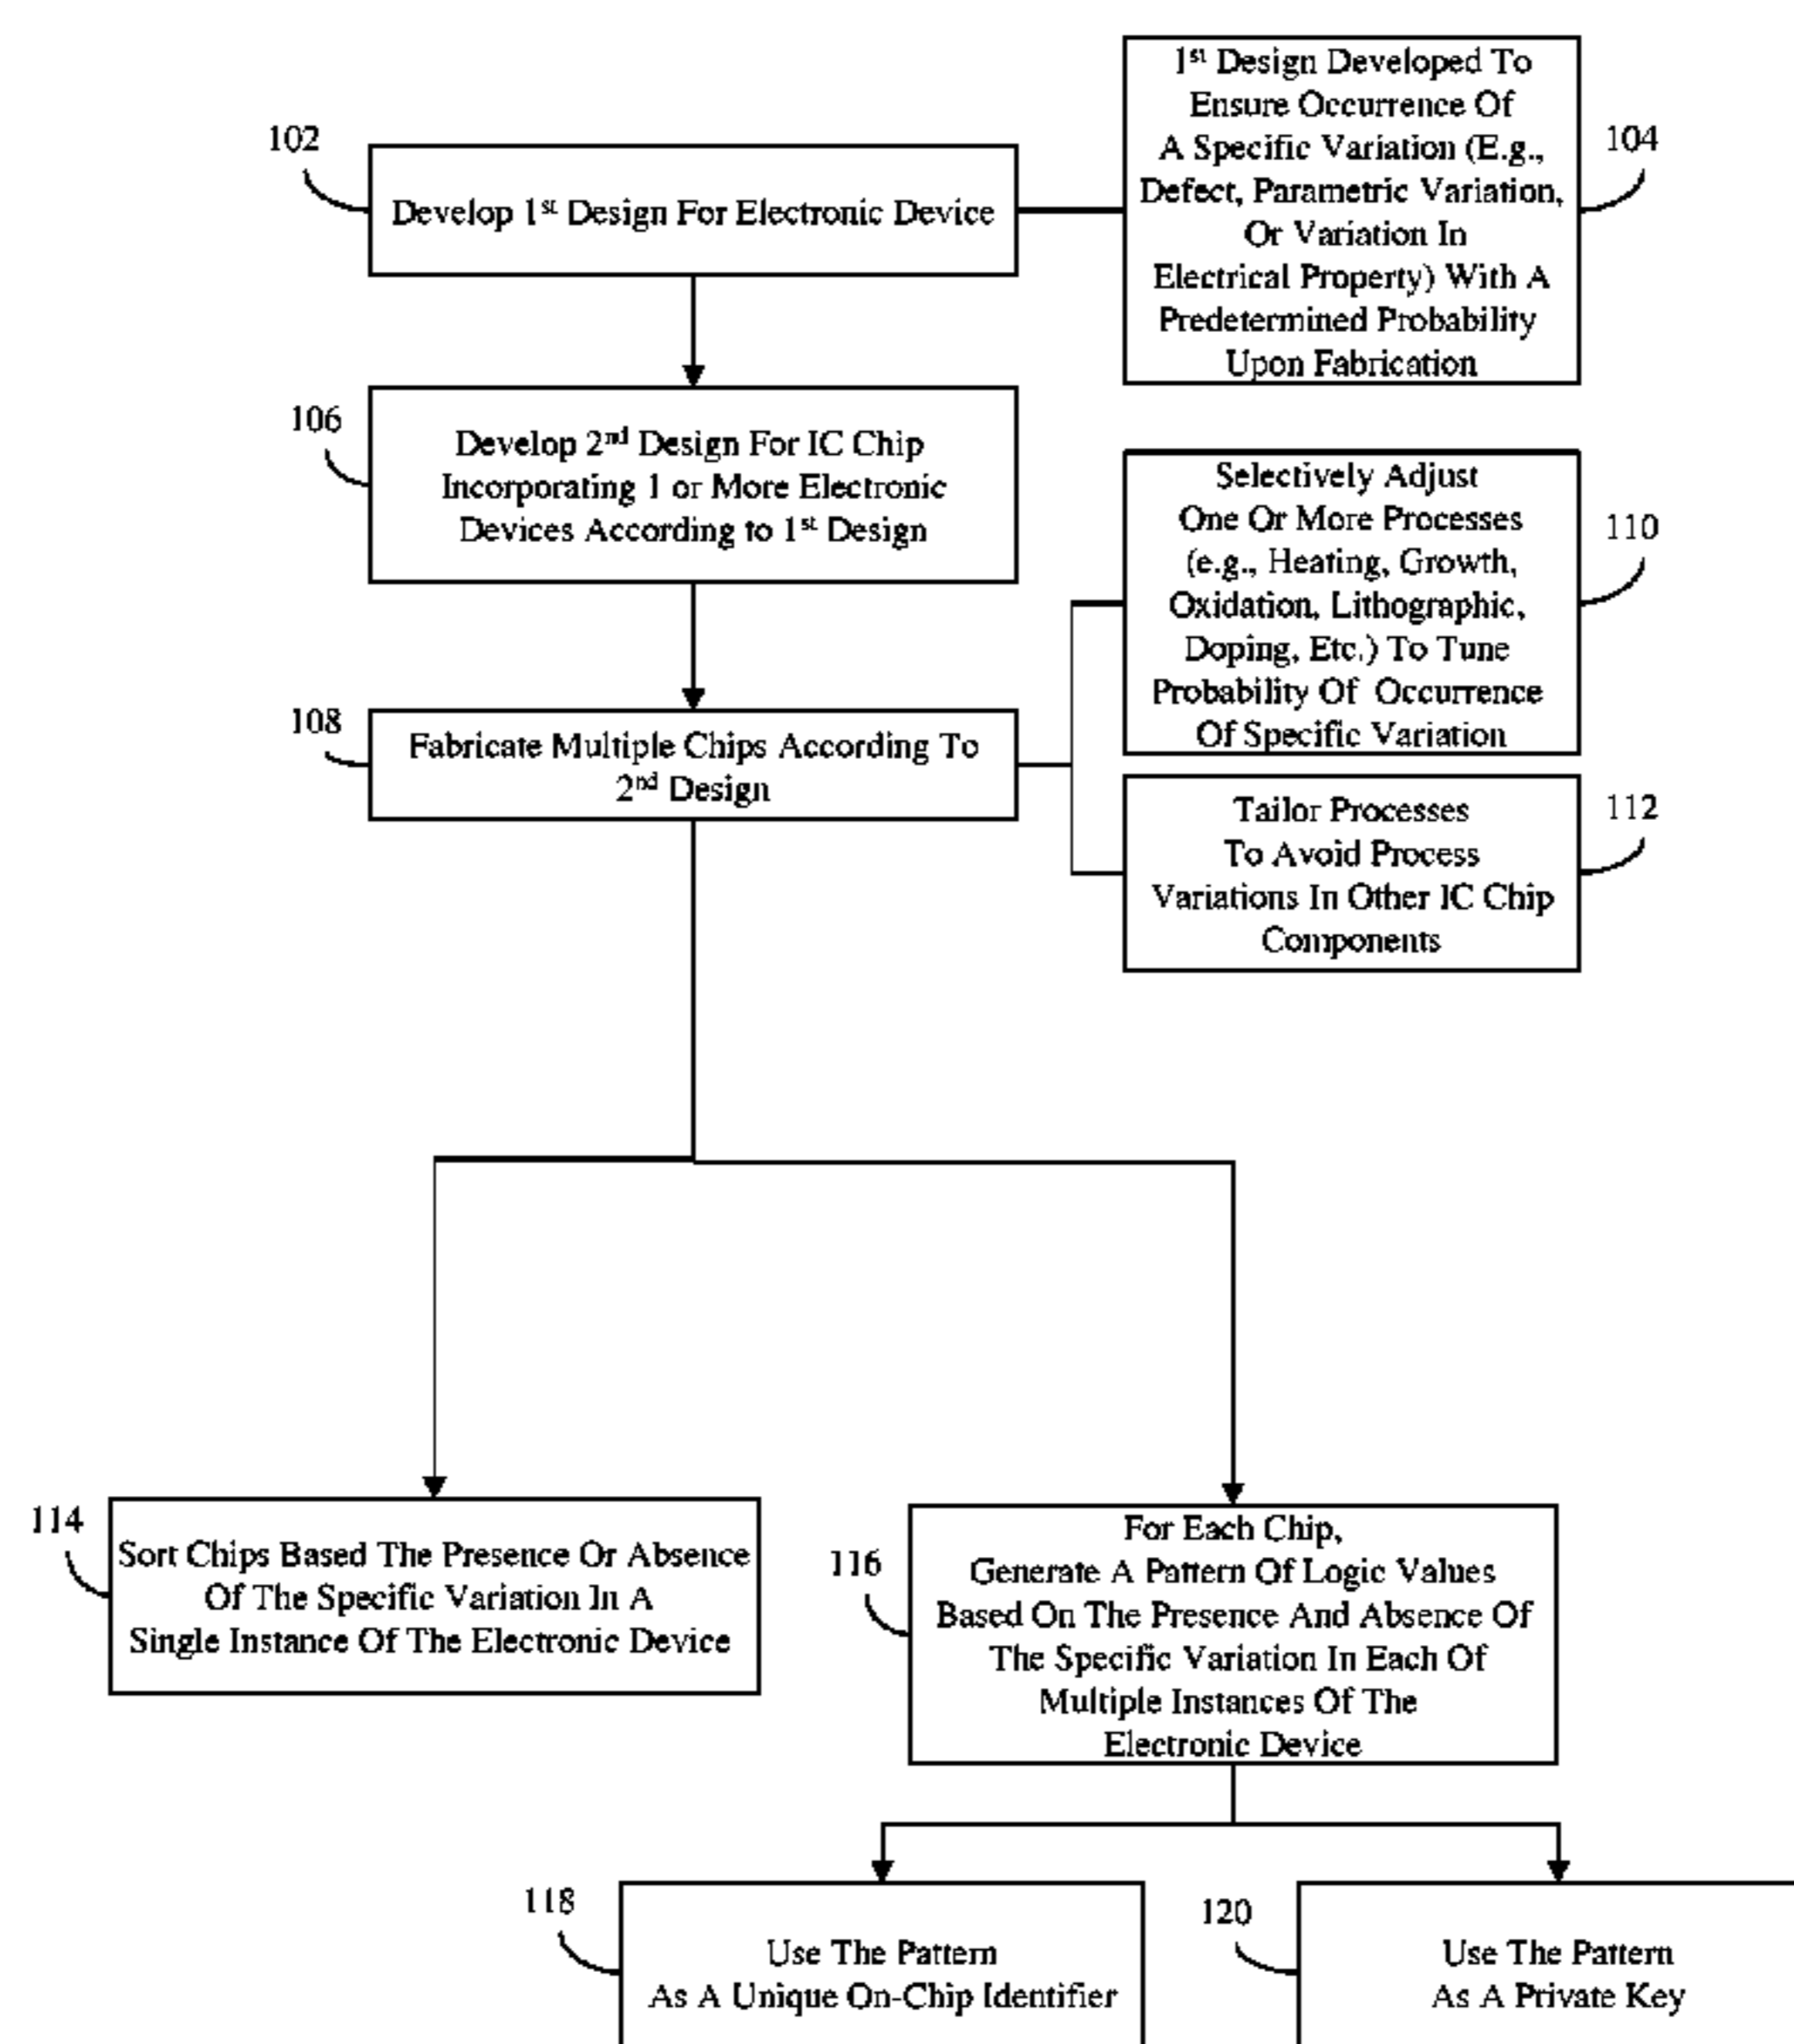 1st Design Developed To
Ensure Occurrence Of
A Specific Variation (E.g.,
Defect, Parametric Variation,
Or Variation In
Electrical Property) With A
Predetermined Probability
Upon Fabrication
104
102
Develop 1st Design For Electronic Device
106
Develop 2nd Design For IC Chip
Incorporating 1 or More Electronic
Devices According to 1st Design
Selectively Adjust
One Or More Processes
(e.g., Heating, Growth,
Oxidation, Lithographic,
Doping, Etc.) To Tune
Probability Of Occurrence
Of Specific Variation
110
108
Fabricate Multiple Chips According To
2nd Design
Tailor Processes
To Avoid Process
Variations In Other IC Chip
Components
112
114
Sort Chips Based The Presence Or Absence
Of The Specific Variation In A
Single Instance Of The Electronic Device
116
For Each Chip,
Generate A Pattern Of Logic Values
Based On The Presence And Absence Of
The Specific Variation In Each Of
Multiple Instances Of The
Electronic Device
118
Use The Pattern
As A Unique On-Chip Identifier
120
Use The Pattern
As A Private Key